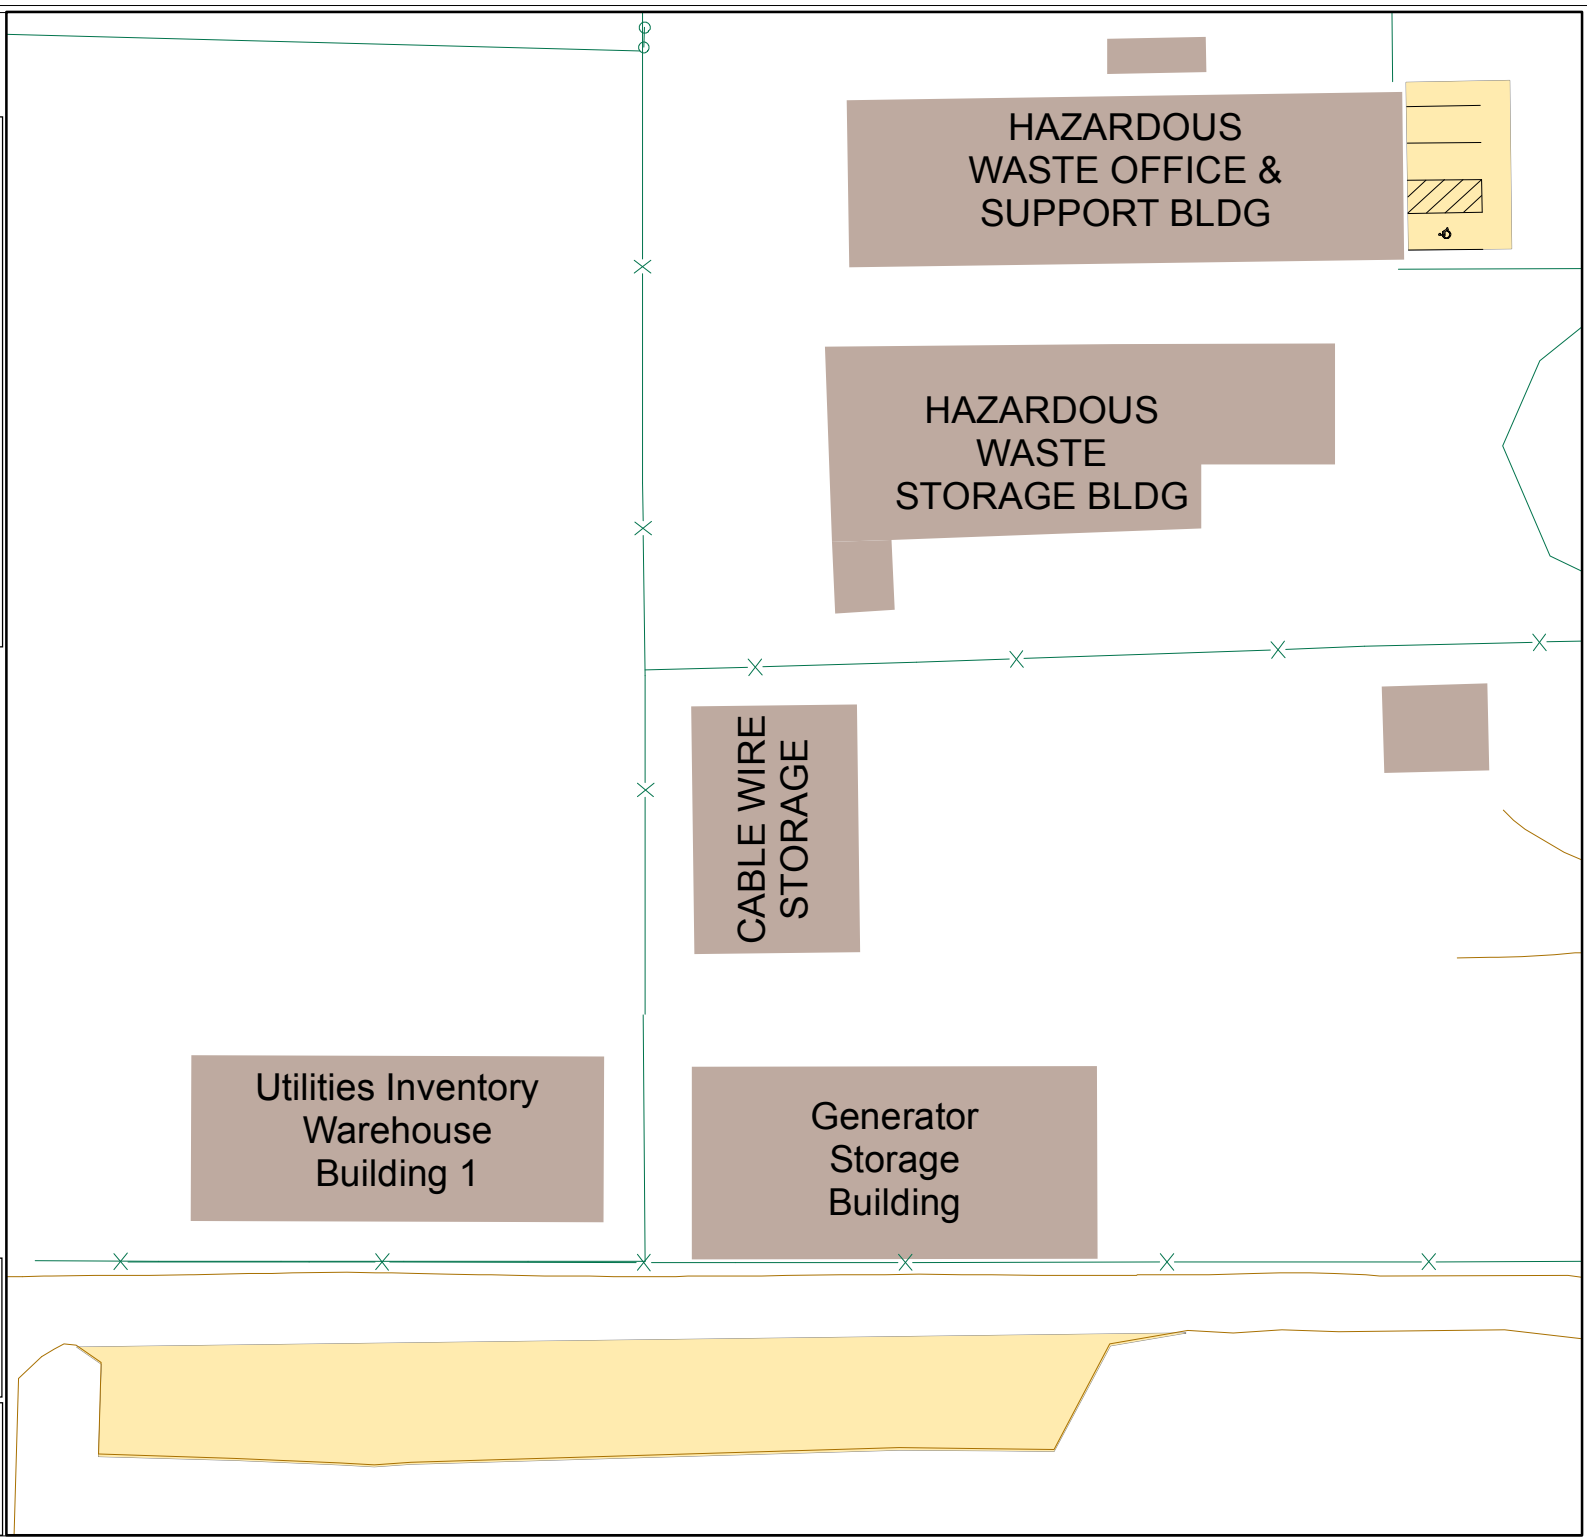 HAZARDOUS
WASTE OFFICE &
SUPPORT BLDG
HAZARDOUS
WASTE
STORAGE BLDG
CABLE WIRE
STORAGE
Utilities Inventory
Warehouse
Building 1
Generator
Storage
Building